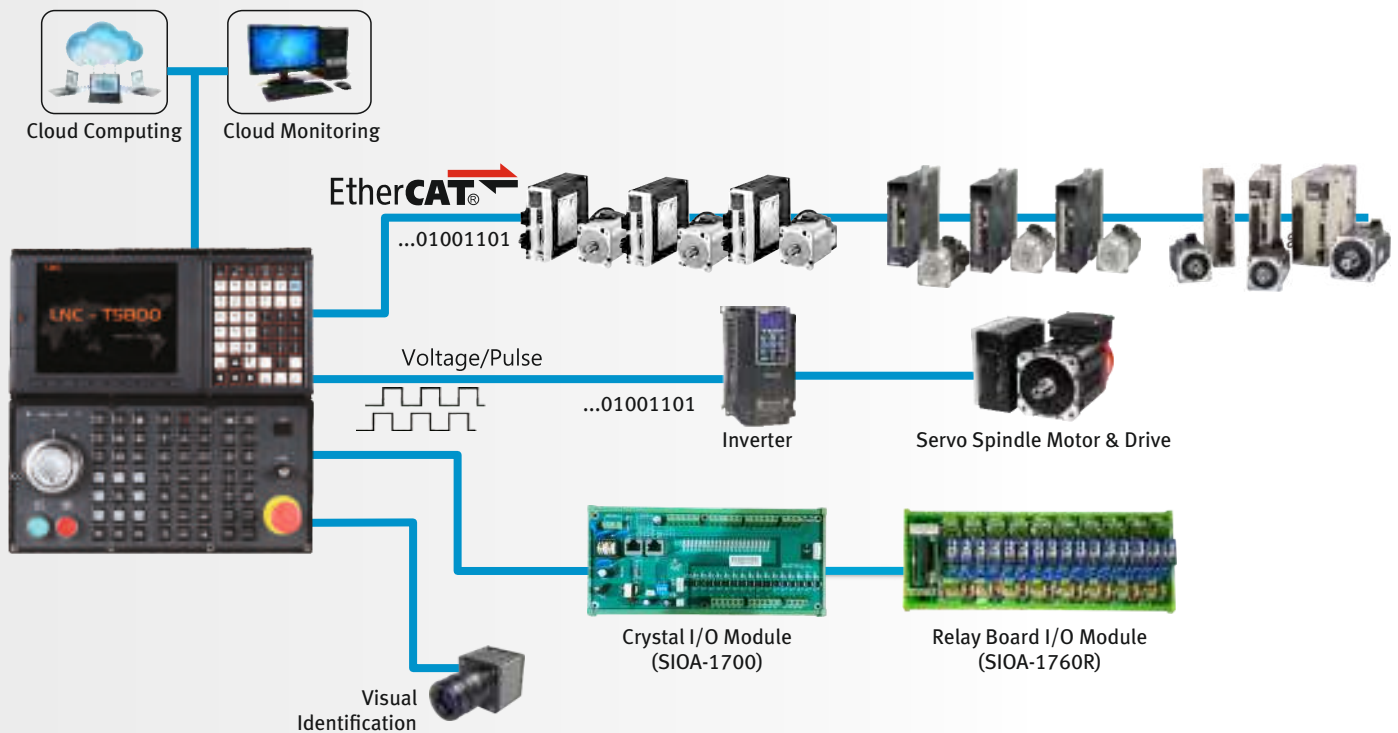 Cloud Computing
Cloud Monitoring
EtherCAT®
...01001101
LNC - T5800
Voltage/Pulse
...01001101
Inverter
Servo Spindle Motor & Drive
Crystal I/O Module
(SIOA-1700)
Relay Board I/O Module
(SIOA-1760R)
Visual
Identification